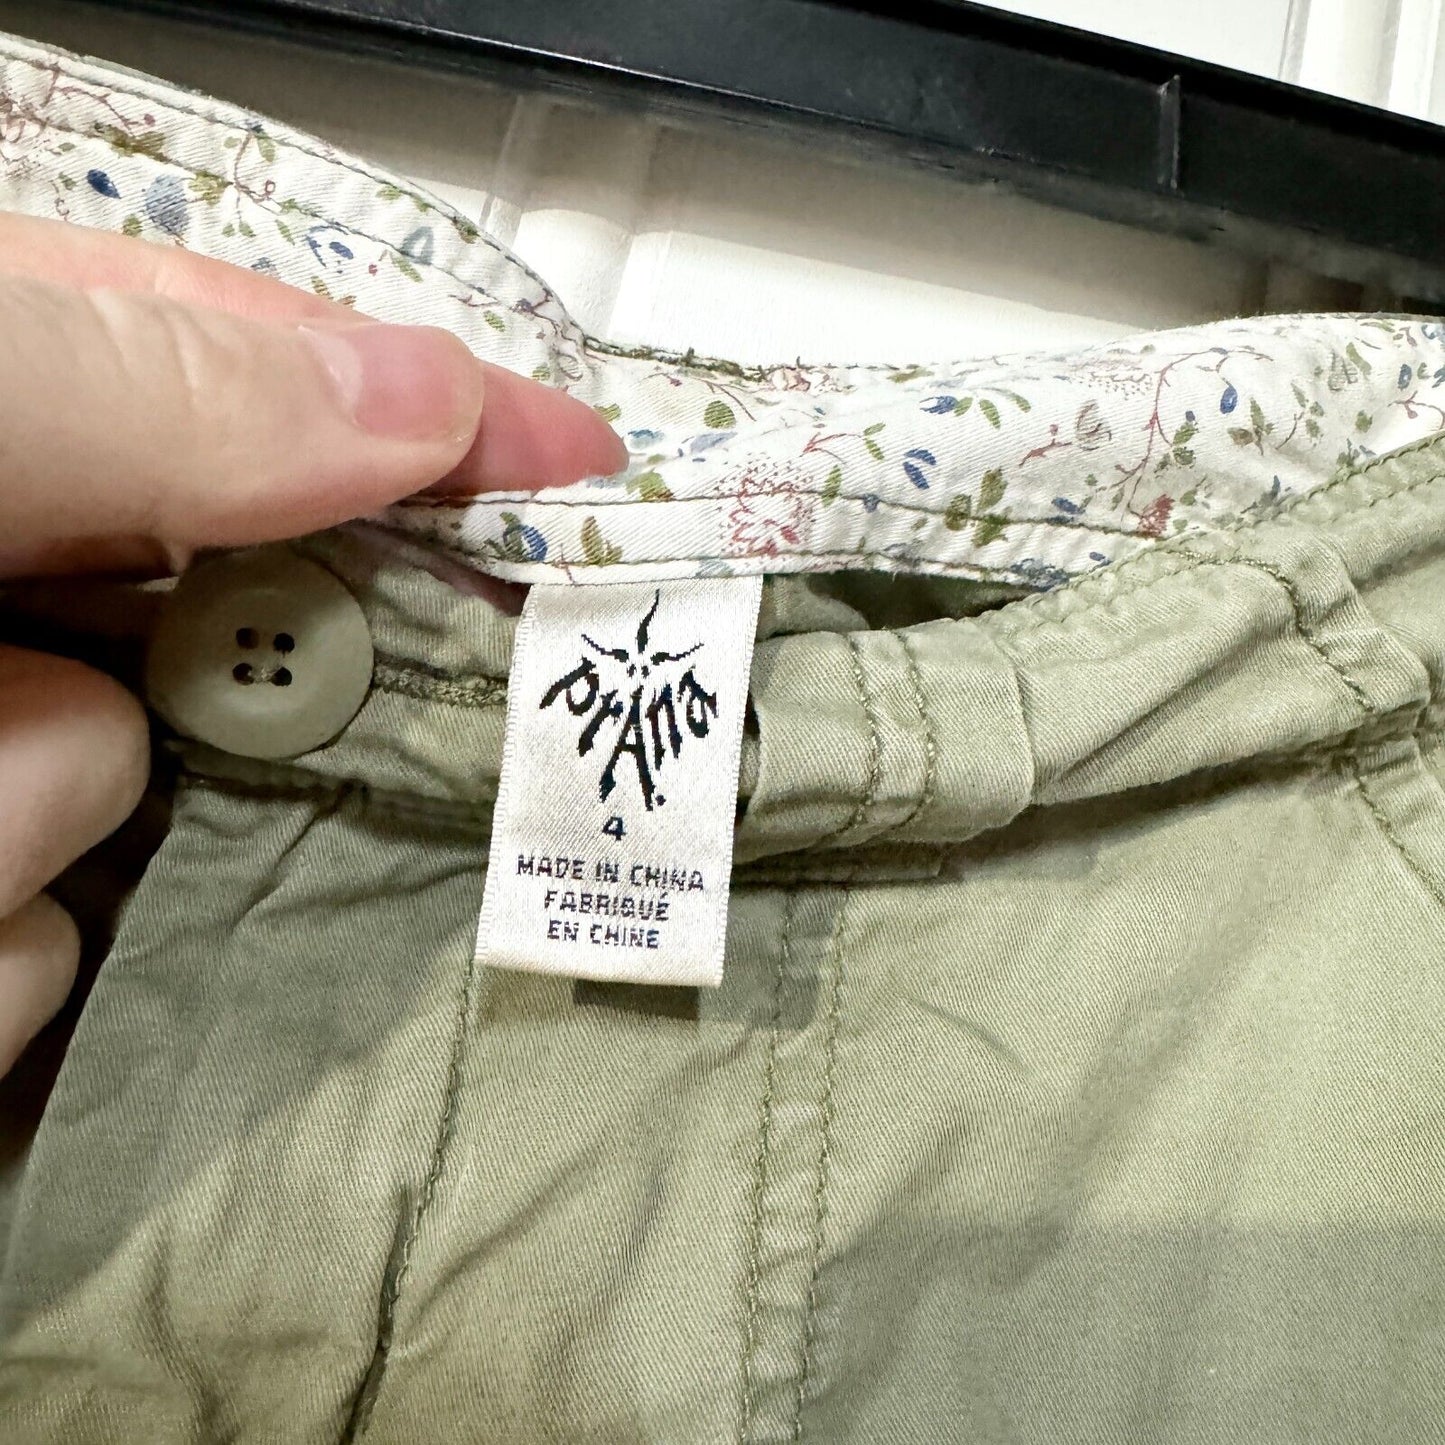 prAna
4
MADE IN CHINA
FABRIQUÉ
EN CHINE